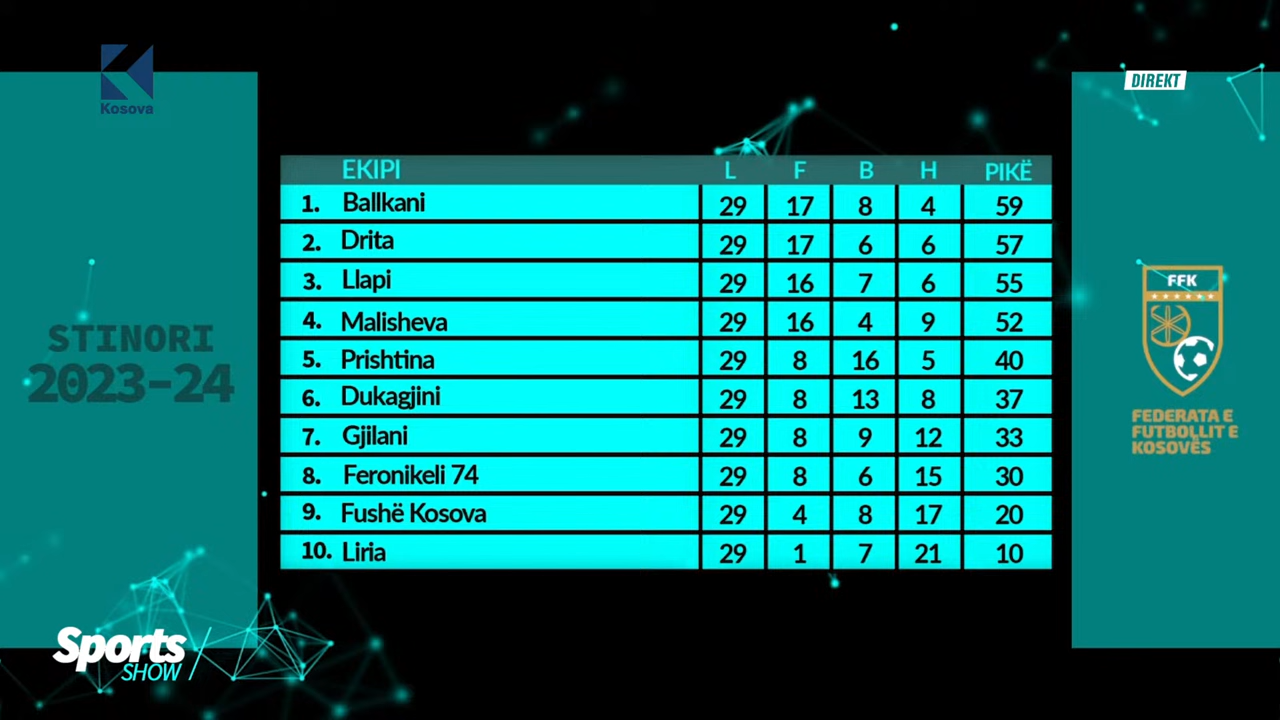 Kosova
DIREKT
EKIPI L F B H PIKË
1. Ballkani 29 17 8 4 59
2. Drita 29 17 6 6 57
3. Llapi 29 16 7 6 55
4. Malisheva 29 16 4 9 52
5. Prishtina 29 8 16 5 40
6. Dukagjini 29 8 13 8 37
7. Gjilani 29 8 9 12 33
8. Feronikeli 74 29 8 6 15 30
9. Fushë Kosova 29 4 8 17 20
10. Liria 29 1 7 21 10
STINORI
2023-24
FFK
FEDERATA E
FUTBOLLIT E
KOSOVËS
Sports
SHOW